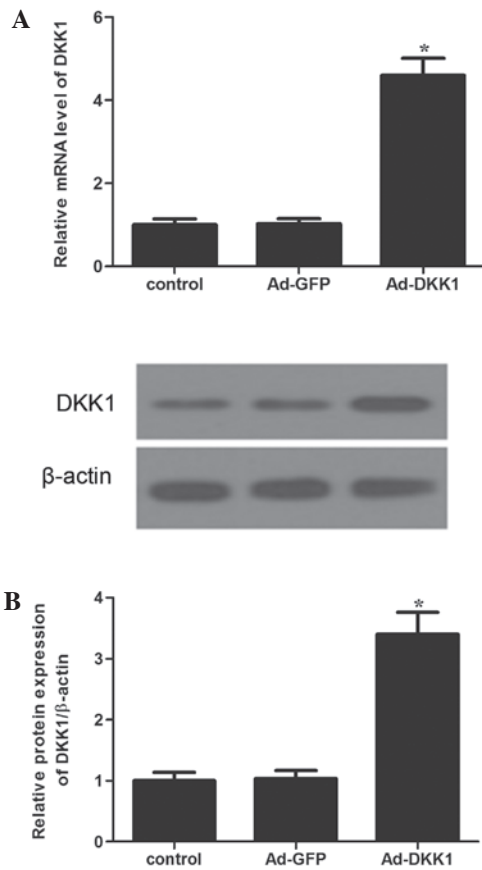 A
Relative mRNA level of DKK1
6
4
2
0
*
control Ad-GFP Ad-DKK1
DKK1
β-actin
B
Relative protein expression
of DKK1/β-actin
4
3
2
1
0
*
control Ad-GFP Ad-DKK1